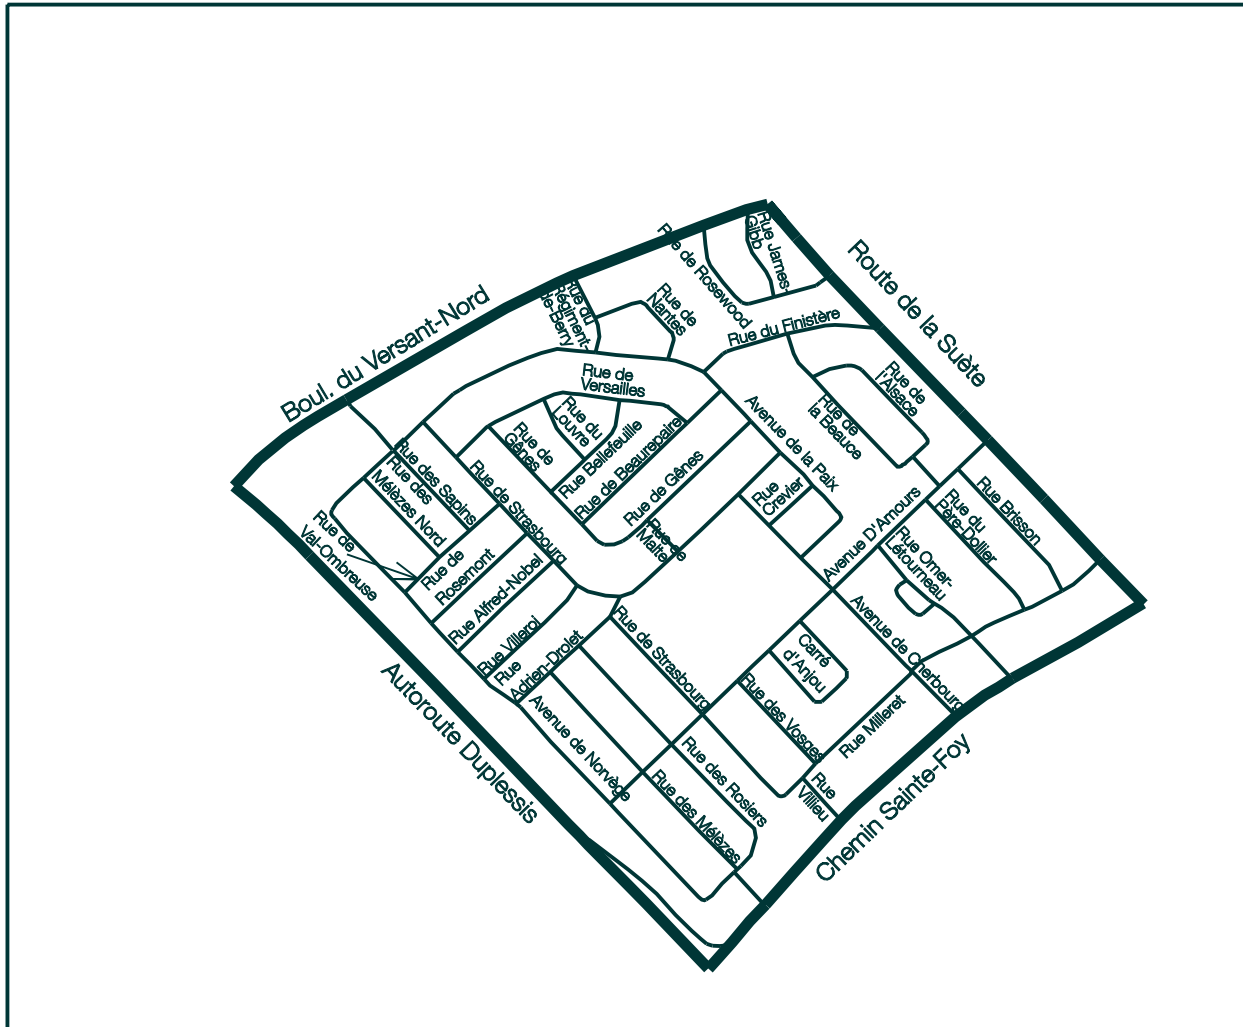 Rue James-
Gibb
Rue de Rosewood
Route de la Suète
Boul. du Versant-Nord
Rue du
Régiment-
de-Berry
Rue de
Nantes
Rue du Finistère
Rue de
l'Alsace
Rue de
Versailles
Rue de
la Beauce
Avenue de la Paix
Rue du
Louvre
Rue de
Gênes
Rue Bellefeuille
Rue de Beaurepaire
Rue de Gênes
Rue des Sapins
Rue des
Mélèzes Nord
Rue de Strasbourg
Rue
Crevier
Rue de
Malte
Avenue D'Amours
Rue Brisson
Rue du
Père-Dollier
Rue Omer-
Létourneau
Rue de
Val-Ombreuse
Rue de
Rosemont
Rue Alfred-Nobel
Rue Villeroi
Rue
Adrien-Drolet
Rue de Strasbourg
Avenue de Cherbourg
Carré
d'Anjou
Rue des Vosges
Rue Milleret
Autoroute Duplessis
Avenue de Norvège
Rue des Rosiers
Rue des Mélèzes
Rue
Villieu
Chemin Sainte-Foy